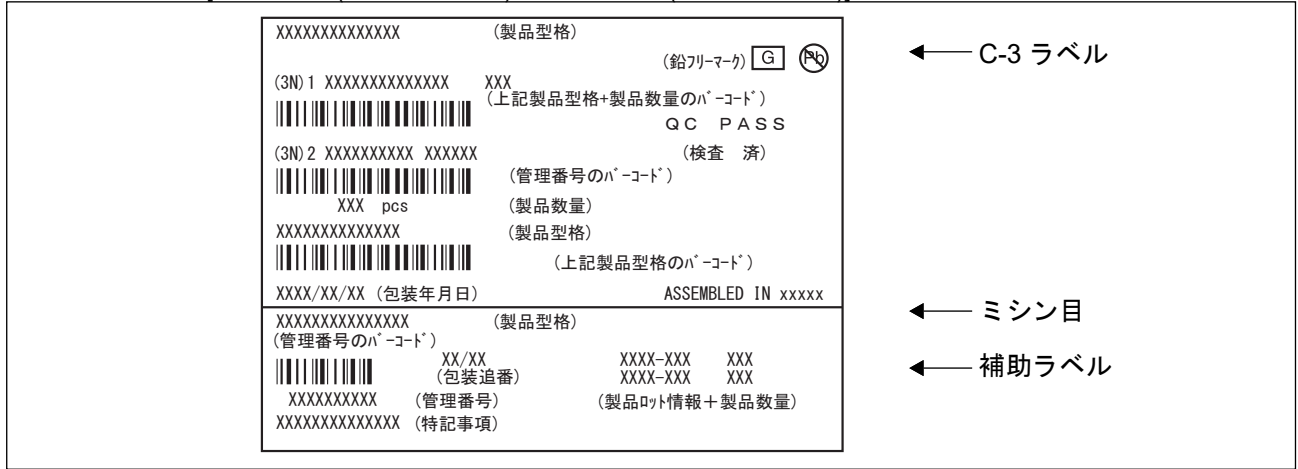 XXXXXXXXXXXXXX (製品型格)
(鉛フリーマーク) G Pb
C-3 ラベル
(3N)1 XXXXXXXXXXXXXX XXX
(上記製品型格+製品数量のバーコード)
QC PASS
(3N)2 XXXXXXXXXX XXXXXX (検査 済)
(管理番号のバーコード)
XXX pcs (製品数量)
XXXXXXXXXXXXXX (製品型格)
(上記製品型格のバーコード)
XXXX/XX/XX (包装年月日) ASSEMBLED IN xxxxx
ミシン目
XXXXXXXXXXXXXXX (製品型格)
(管理番号のバーコード)
XX/XX XXXX-XXX XXX
(包装追番) XXXX-XXX XXX
補助ラベル
XXXXXXXXXX (管理番号) (製品ロット情報+製品数量)
XXXXXXXXXXXXXX (特記事項)